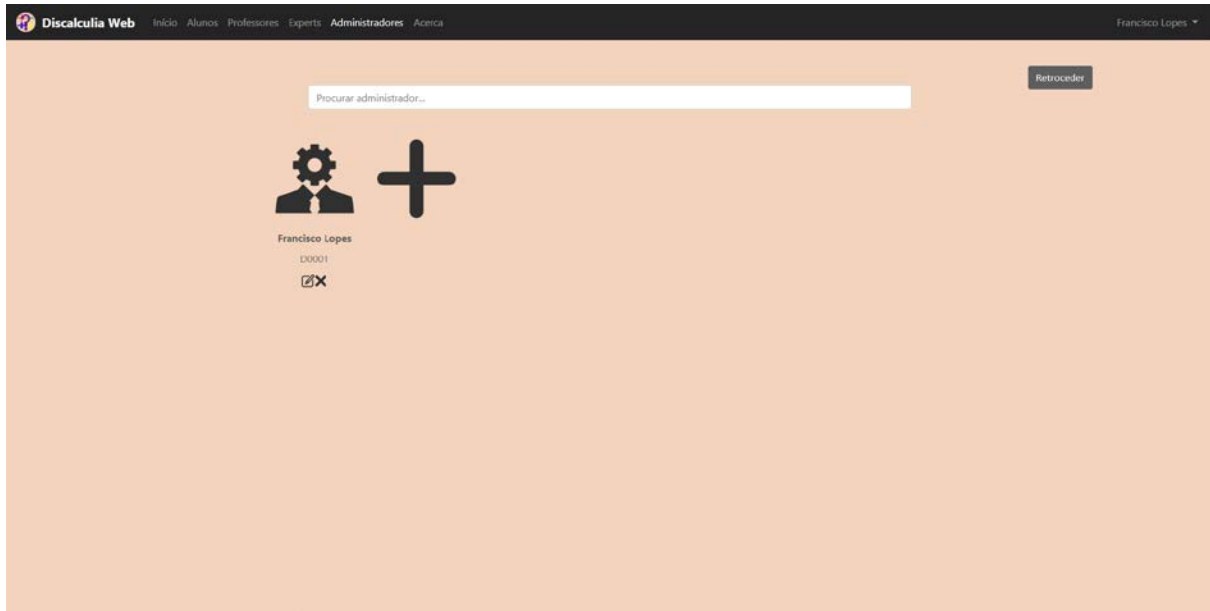 Discalculia Web Início Alunos Professores Experts Administradores Acerca Francisco Lopes
Retroceder
Procurar administrador...
Francisco Lopes
D0001